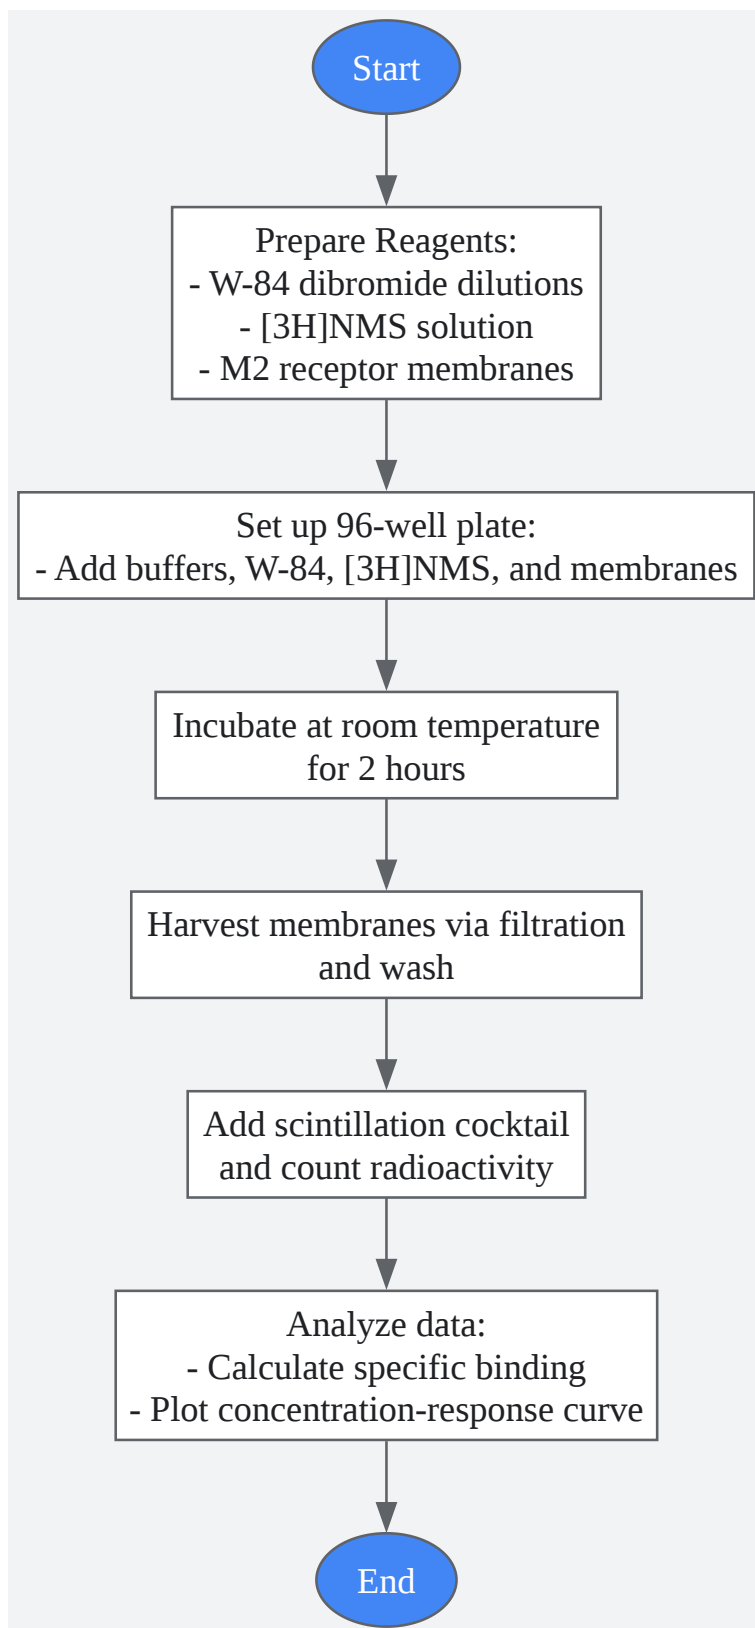 Start
Prepare Reagents:
- W-84 dibromide dilutions
- [3H]NMS solution
- M2 receptor membranes
Set up 96-well plate:
- Add buffers, W-84, [3H]NMS, and membranes
Incubate at room temperature
for 2 hours
Harvest membranes via filtration
and wash
Add scintillation cocktail
and count radioactivity
Analyze data:
- Calculate specific binding
- Plot concentration-response curve
End